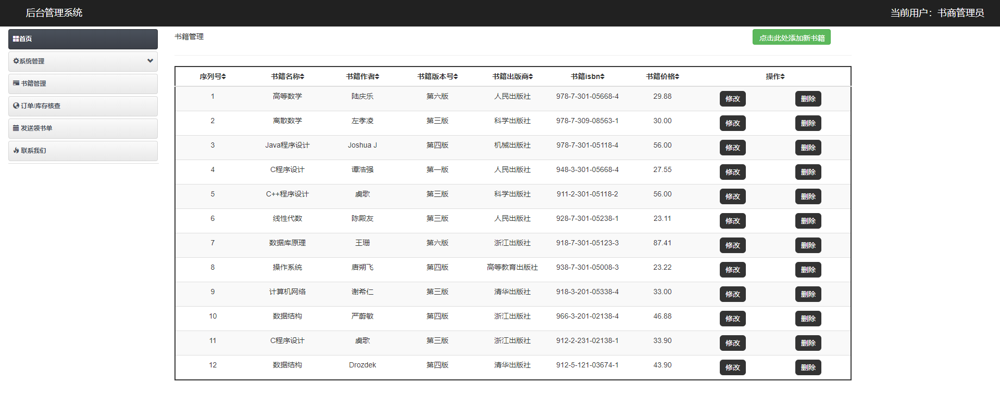 后台管理系统
当前用户：书商管理员
首页
系统管理
书籍管理
订单/库存核查
发送领书单
联系我们
书籍管理
点击此处添加新书籍
序列号 书籍名称 书籍作者 书籍版本号 书籍出版商 书籍isbn 书籍价格 操作
1 高等数学 陆庆乐 第六版 人民出版社 978-7-301-05668-4 29.88 修改 删除
2 离散数学 左孝凌 第三版 科学出版社 978-7-309-08563-1 30.00 修改 删除
3 Java程序设计 Joshua J 第四版 机械出版社 978-7-301-05118-4 56.00 修改 删除
4 C程序设计 谭浩强 第一版 人民出版社 948-3-301-05668-4 27.55 修改 删除
5 C++程序设计 虞歌 第三版 科学出版社 911-2-301-05118-2 56.00 修改 删除
6 线性代数 陈殿友 第三版 人民出版社 928-7-301-05238-1 23.11 修改 删除
7 数据库原理 王珊 第六版 浙江出版社 918-7-301-05123-3 87.41 修改 删除
8 操作系统 唐朔飞 第四版 高等教育出版社 938-7-301-05008-3 23.22 修改 删除
9 计算机网络 谢希仁 第三版 清华出版社 918-3-201-05338-4 33.00 修改 删除
10 数据结构 严蔚敏 第四版 浙江出版社 966-3-201-02138-4 46.88 修改 删除
11 C程序设计 虞歌 第三版 浙江出版社 912-2-231-02138-1 33.90 修改 删除
12 数据结构 Drozdek 第四版 清华出版社 912-5-121-03674-1 43.90 修改 删除